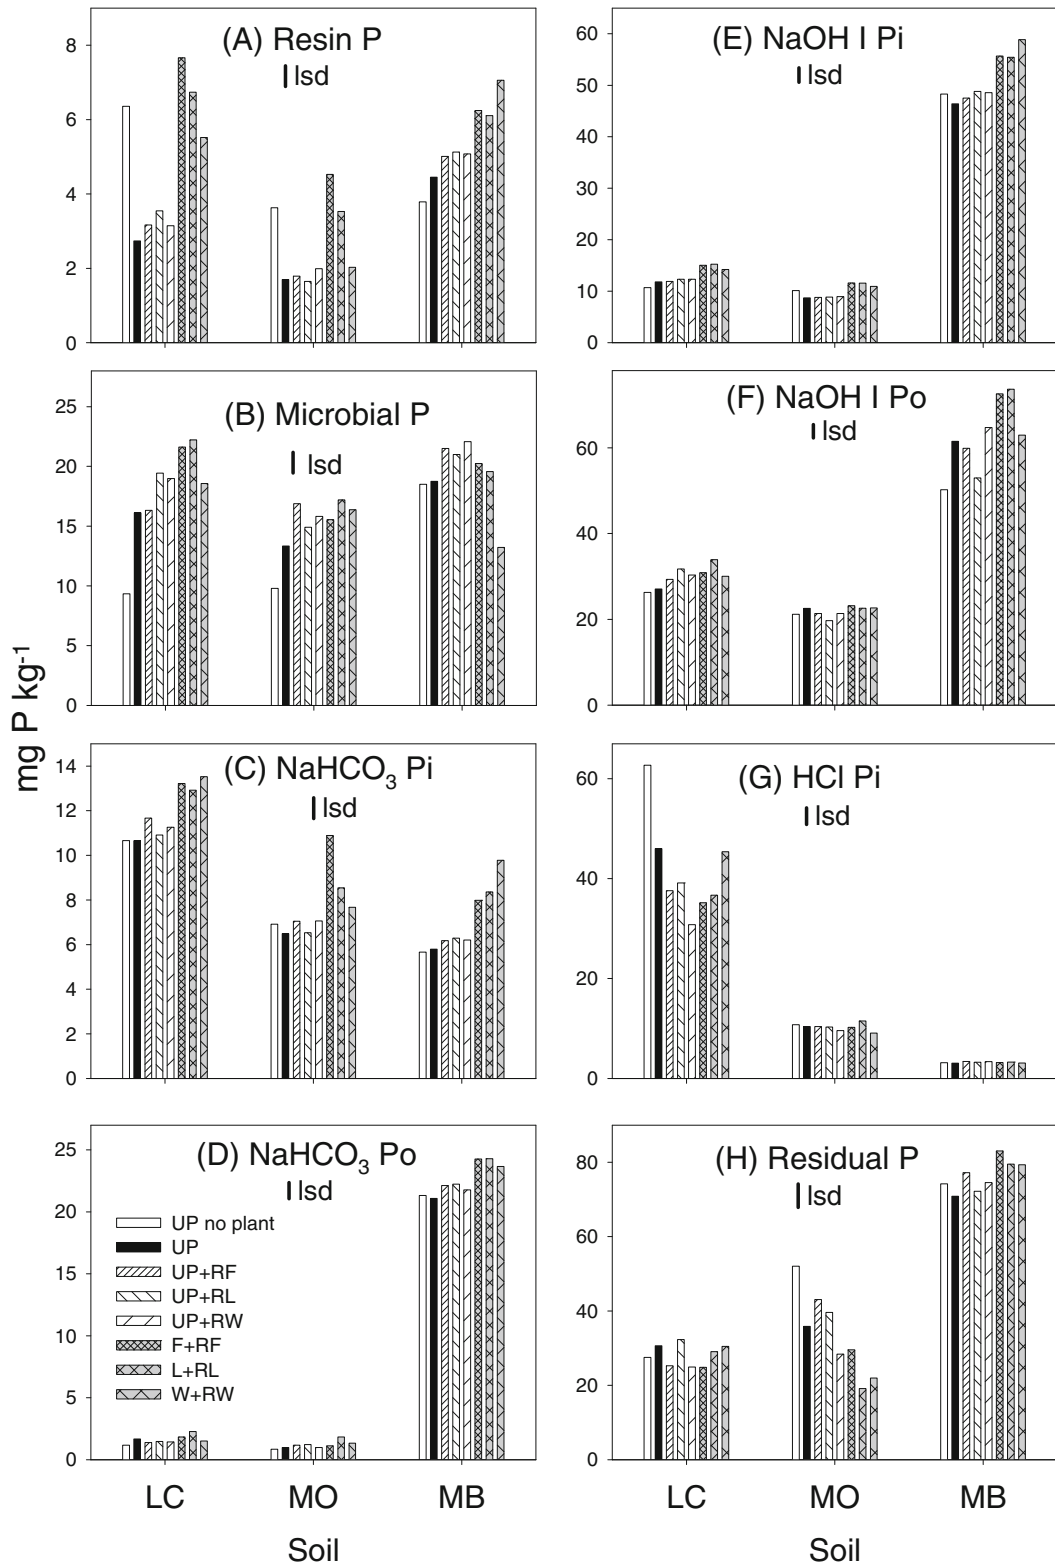 mg P kg-1
(A) Resin P
lsd
8
6
4
2
0
(B) Microbial P
lsd
25
20
15
10
5
0
(C) NaHCO3 Pi
lsd
14
12
10
8
6
4
2
0
(D) NaHCO3 Po
lsd
25
20
15
10
5
0
UP no plant
UP
UP+RF
UP+RL
UP+RW
F+RF
L+RL
W+RW
LC MO MB
Soil
(E) NaOH I Pi
lsd
60
50
40
30
20
10
0
(F) NaOH I Po
lsd
60
40
20
0
(G) HCl Pi
lsd
60
40
20
0
(H) Residual P
lsd
80
60
40
20
0
LC MO MB
Soil